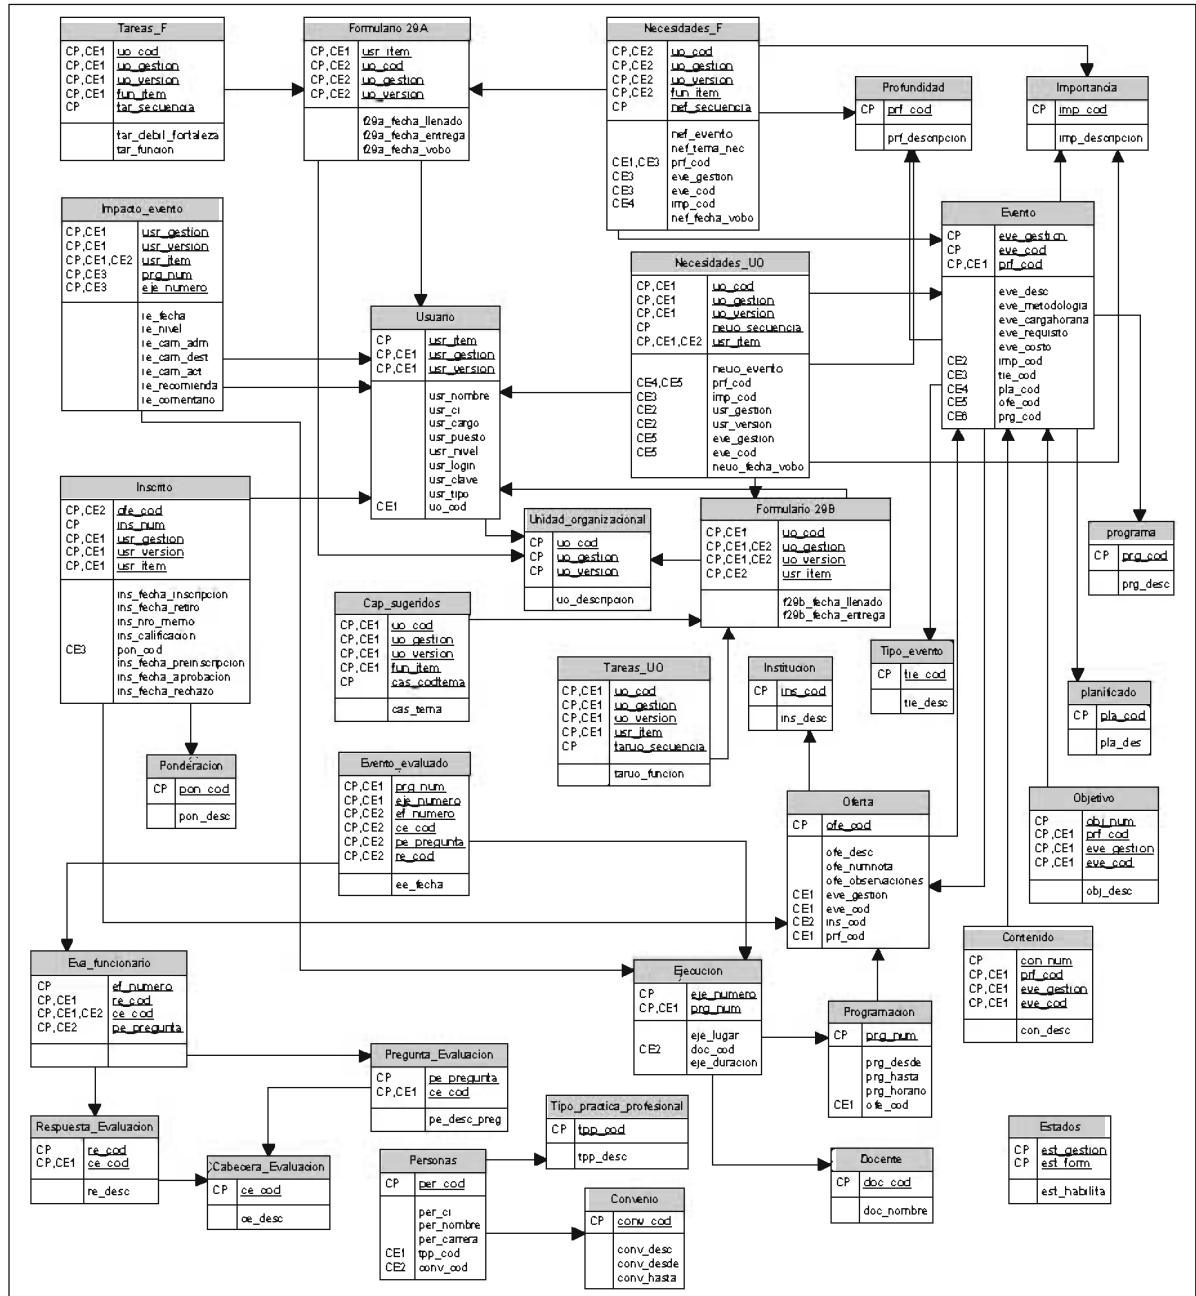 Tareas_F
CP,CE1 uo_cod
CP,CE1 uo_gestion
CP,CE1 uo_version
CP,CE1 fun_item
CP tar_secuencia
tar_debil_fortaleza
tar_funcion
Formulario 29A
CP,CE1 usr_item
CP,CE2 uo_cod
CP,CE2 uo_gestion
CP,CE2 uo_version
f29a_fecha_llenado
f29a_fecha_entrega
f29a_fecha_vobo
Necesidades_F
CP,CE2 uo_cod
CP,CE2 uo_gestion
CP,CE2 uo_version
CP,CE2 fun_item
CP nef_secuencia
nef_evento
nef_tema_nec
CE1,CE3 prf_cod
CE3 eve_gestion
CE3 eve_cod
CE4 imp_cod
nef_fecha_vobo
Profundidad
CP prf_cod
prf_descripcion
Importancia
CP imp_cod
imp_descripcion
Impacto_evento
CP,CE1 usr_gestion
CP,CE1 usr_version
CP,CE1,CE2 usr_item
CP,CE3 prg_num
CP,CE3 eje_numero
ie_fecha
ie_nivel
ie_cam_adm
ie_cam_dest
ie_cam_act
ie_recomienda
ie_comentario
Evento
CP eve_gestion
CP eve_cod
CP,CE1 prf_cod
eve_desc
eve_metodologia
eve_cargahoraria
eve_requisito
eve_costo
CE2 imp_cod
CE3 tie_cod
CE4 pla_cod
CE5 ofe_cod
CE6 prg_cod
Necesidades_UO
CP,CE1 uo_cod
CP,CE1 uo_gestion
CP,CE1 uo_version
CP neuo_secuencia
CP,CE1,CE2 usr_item
neuo_evento
CE4,CE5 prf_cod
CE3 imp_cod
CE2 usr_gestion
CE2 usr_version
CE5 eve_gestion
CE5 eve_cod
neuo_fecha_vobo
Usuario
CP usr_item
CP,CE1 usr_gestion
CP,CE1 usr_version
usr_nombre
usr_ci
usr_cargo
usr_puesto
usr_nivel
usr_login
usr_clave
usr_tipo
CE1 uo_cod
Inscrito
CP,CE2 ofe_cod
CP ins_num
CP,CE1 usr_gestion
CP,CE1 usr_version
CP,CE1 usr_item
ins_fecha_inscripcion
ins_fecha_retiro
ins_nro_memo
ins_calificacion
CE3 pon_cod
ins_fecha_preinscripcion
ins_fecha_aprobacion
ins_fecha_rechazo
Unidad_organizacional
CP uo_cod
CP uo_gestion
CP uo_version
uo_descripcion
Formulario 29B
CP,CE1 uo_cod
CP,CE1,CE2 uo_gestion
CP,CE1,CE2 uo_version
CP,CE2 usr_item
f29b_fecha_llenado
f29b_fecha_entrega
programa
CP prg_cod
prg_desc
Cap_sugeridos
CP,CE1 uo_cod
CP,CE1 uo_gestion
CP,CE1 uo_version
CP,CE1 fun_item
CP cas_codtema
cas_tema
Tareas_UO
CP,CE1 uo_cod
CP,CE1 uo_gestion
CP,CE1 uo_version
CP,CE1 usr_item
CP taruo_secuencia
taruo_funcion
Institucion
CP ins_cod
ins_desc
Tipo_evento
CP tie_cod
tie_desc
planificado
CP pla_cod
pla_des
Ponderacion
CP pon_cod
pon_desc
Evento_evaluado
CP,CE1 prg_num
CP,CE1 eje_numero
CP,CE2 ef_numero
CP,CE2 ce_cod
CP,CE2 pe_pregunta
CP,CE2 re_cod
ee_fecha
Oferta
CP ofe_cod
ofe_desc
ofe_numnota
ofe_observaciones
CE1 eve_gestion
CE1 eve_cod
CE2 ins_cod
CE1 prf_cod
Objetivo
CP obj_num
CP,CE1 prf_cod
CP,CE1 eve_gestion
CP,CE1 eve_cod
obj_desc
Contenido
CP con_num
CP,CE1 prf_cod
CP,CE1 eve_gestion
CP,CE1 eve_cod
con_desc
Eva_funcionario
CP ef_numero
CP,CE1 re_cod
CP,CE1,CE2 ce_cod
CP,CE2 pe_pregunta
Ejecucion
CP eje_numero
CP,CE1 prg_num
eje_lugar
CE2 doc_cod
eje_duracion
Programacion
CP prg_num
prg_desde
prg_hasta
prg_horario
CE1 ofe_cod
Pregunta_Evaluacion
CP pe_pregunta
CP,CE1 ce_cod
pe_desc_preg
Respuesta_Evaluacion
CP re_cod
CP,CE1 ce_cod
re_desc
Cabecera_Evaluacion
CP ce_cod
ce_desc
Personas
CP per_cod
per_ci
per_nombre
per_carrera
CE1 tpp_cod
CE2 conv_cod
Tipo_practica_profesional
CP tpp_cod
tpp_desc
Convenio
CP conv_cod
conv_desc
conv_desde
conv_hasta
Docente
CP doc_cod
doc_nombre
Estados
CP est_gestion
CP est_form
est_habilita